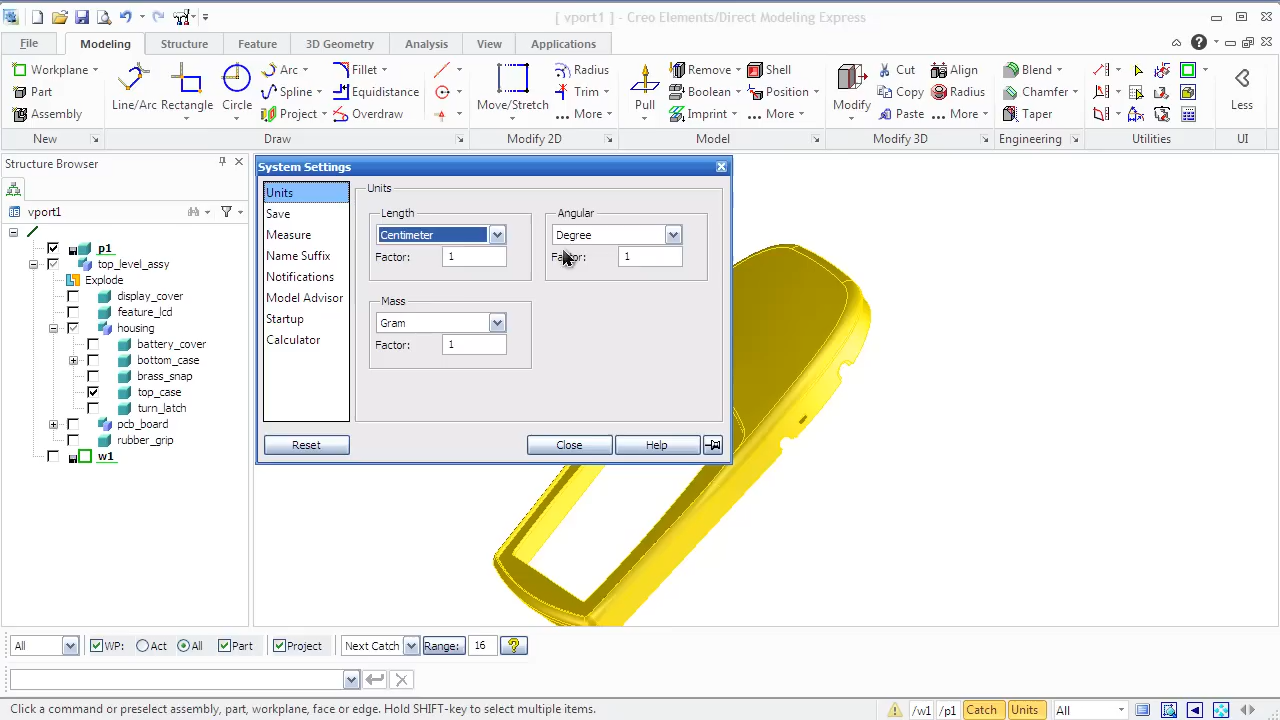 [ vport1 ] - Creo Elements/Direct Modeling Express
File Modeling Structure Feature 3D Geometry Analysis View Applications
Workplane Part Assembly New
Line/Arc Rectangle Circle Arc Spline Project Fillet Equidistance Overdraw Draw
Move/Stretch Radius Trim More Modify 2D
Pull Remove Boolean Imprint Shell Position More Model
Modify Cut Copy Paste Align Radius More Modify 3D
Blend Chamfer Taper Engineering
Utilities
Less UI
Structure Browser
vport1
p1
top_level_assy
Explode
display_cover
feature_lcd
housing
battery_cover
bottom_case
brass_snap
top_case
turn_latch
pcb_board
rubber_grip
w1
System Settings
Units
Save
Measure
Name Suffix
Notifications
Model Advisor
Startup
Calculator
Units
Length
Centimeter
Factor: 1
Angular
Degree
Factor: 1
Mass
Gram
Factor: 1
Reset Close Help
All WP: Act All Part Project Next Catch Range: 16
Click a command or preselect assembly, part, workplane, face or edge. Hold SHIFT-key to select multiple items.
/w1 /p1 Catch Units All